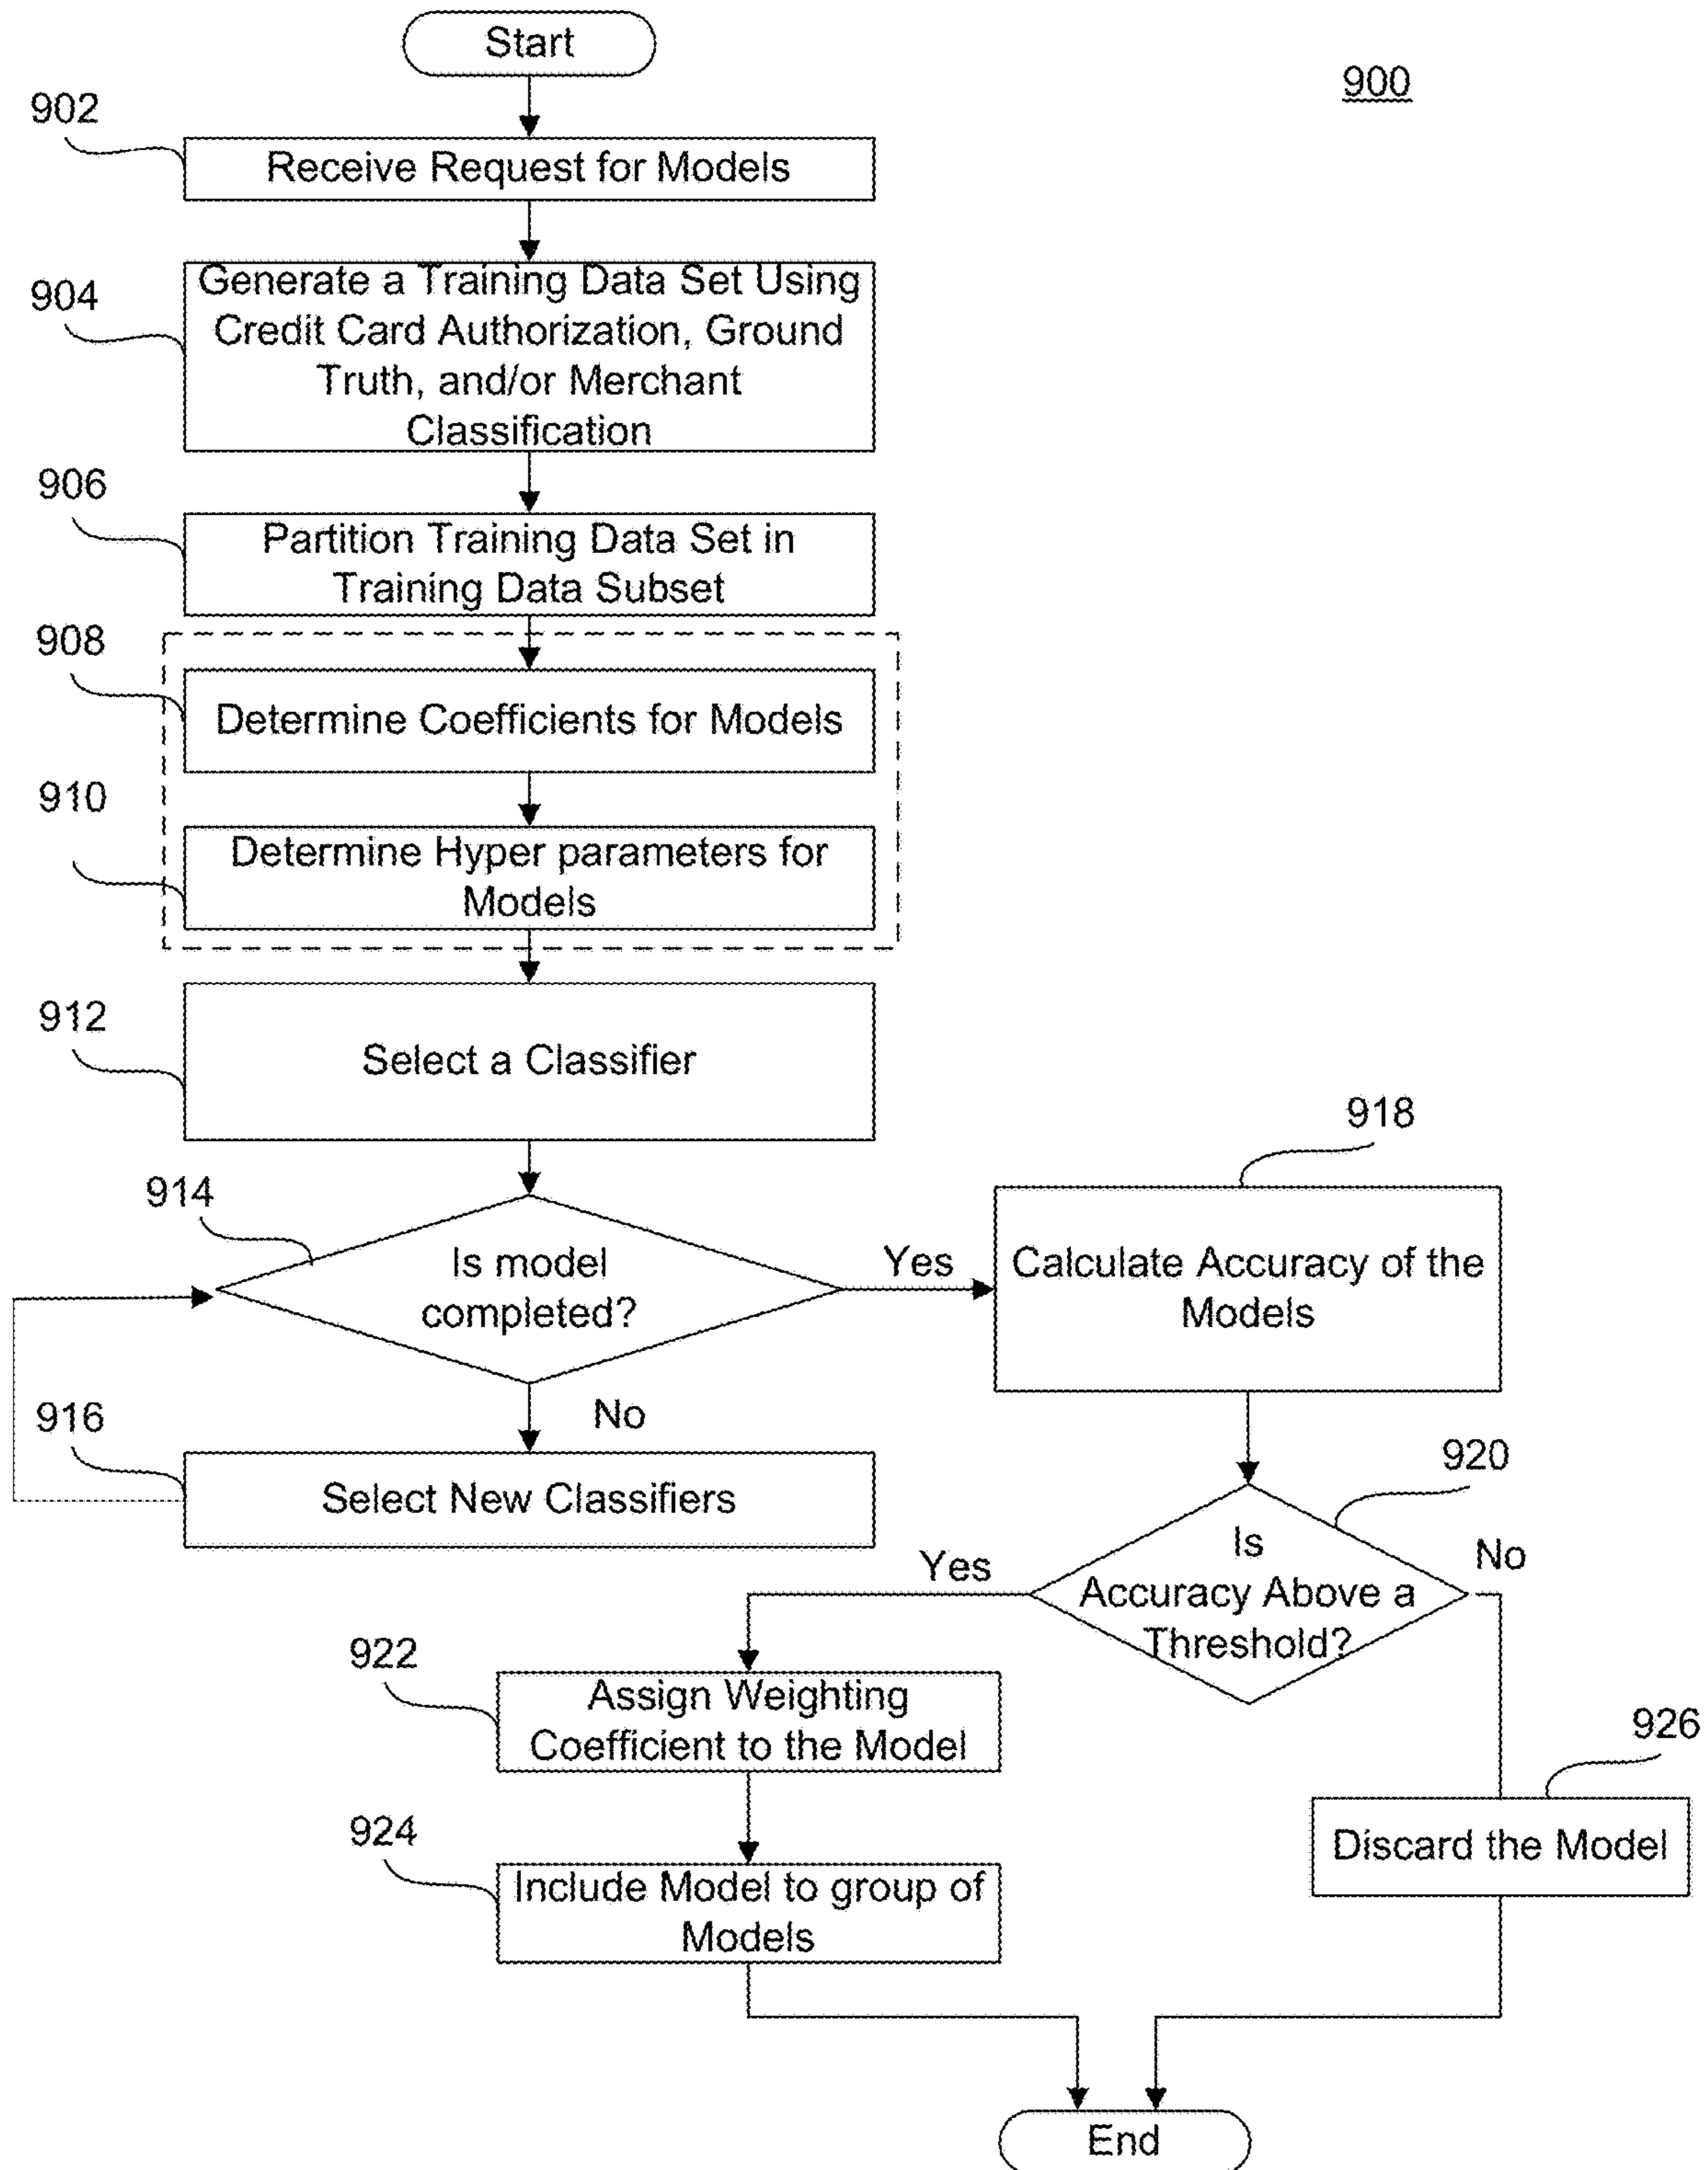 Start
900
902
Receive Request for Models
904
Generate a Training Data Set Using
Credit Card Authorization, Ground
Truth, and/or Merchant
Classification
906
Partition Training Data Set in
Training Data Subset
908
Determine Coefficients for Models
910
Determine Hyper parameters for
Models
912
Select a Classifier
914
Is model
completed?
Yes
918
Calculate Accuracy of the
Models
No
916
Select New Classifiers
920
Is
Accuracy Above a
Threshold?
Yes
No
922
Assign Weighting
Coefficient to the Model
924
Include Model to group of
Models
926
Discard the Model
End